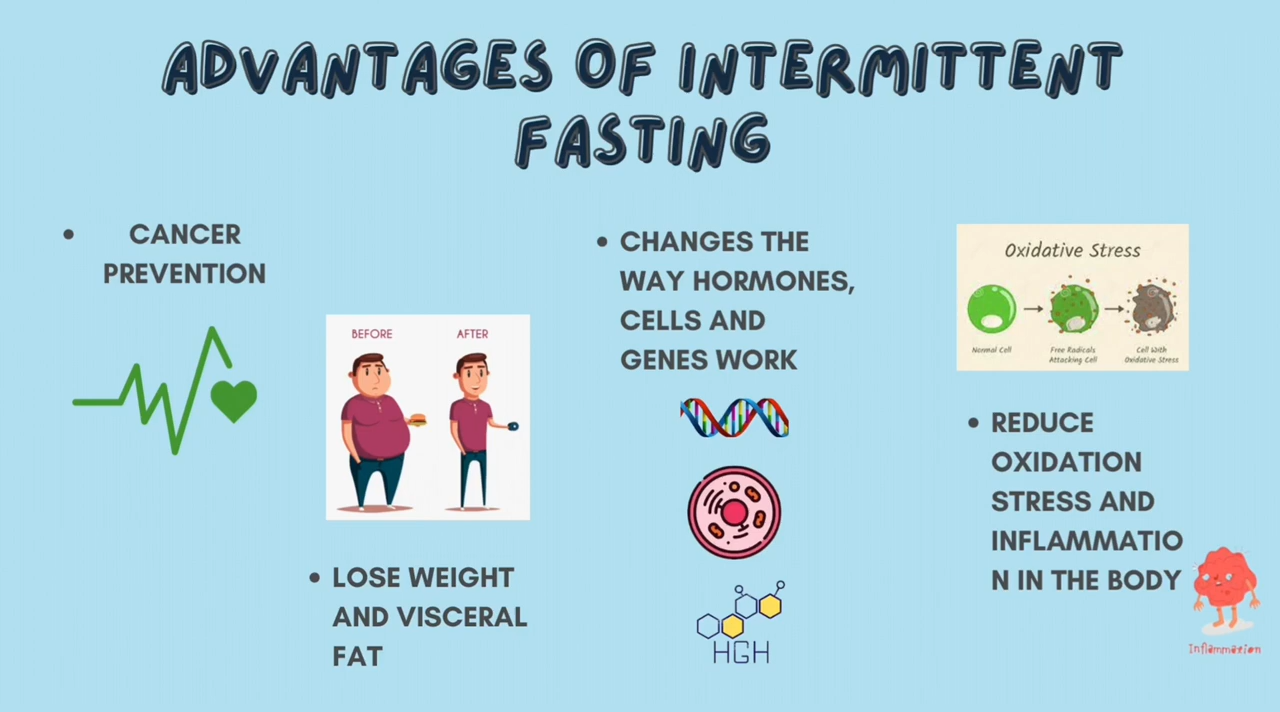 ADVANTAGES OF INTERMITTENT
FASTING
• CANCER
PREVENTION
BEFORE AFTER
• LOSE WEIGHT
AND VISCERAL
FAT
• CHANGES THE
WAY HORMONES,
CELLS AND
GENES WORK
HGH
Oxidative Stress
Normal Cell
Free Radicals
Attacking Cell
Cell With
Oxidative Stress
• REDUCE
OXIDATION
STRESS AND
INFLAMMATIO
N IN THE BODY
Inflammation